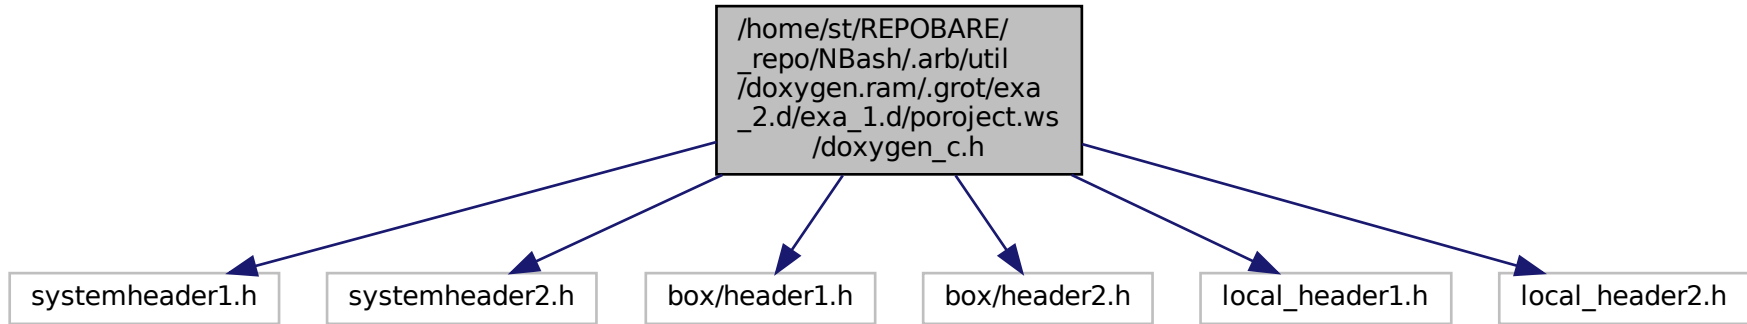 /home/st/REPOBARE/
_repo/NBash/.arb/util
/doxygen.ram/.grot/exa
_2.d/exa_1.d/poroject.ws
/doxygen_c.h
systemheader1.h
systemheader2.h
box/header1.h
box/header2.h
local_header1.h
local_header2.h